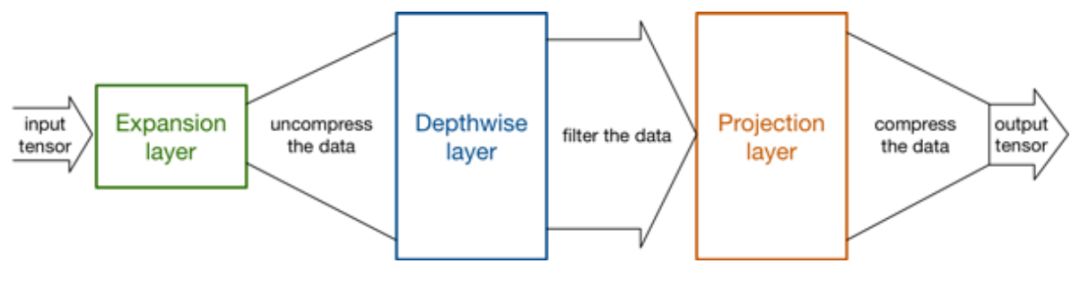 input
tensor
Expansion
layer
uncompress
the data
Depthwise
layer
filter the data
Projection
layer
compress
the data
output
tensor